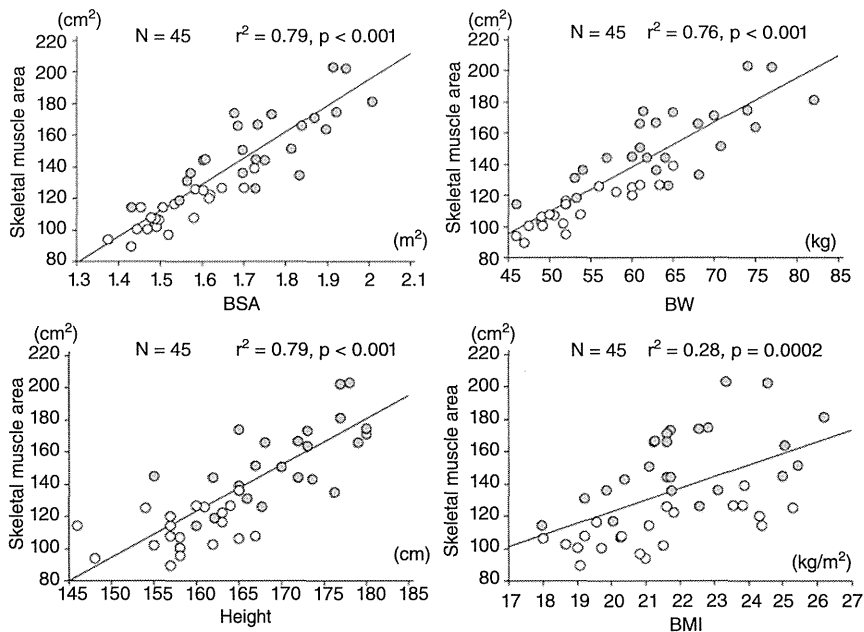 (cm²)
N = 45 r² = 0.79, p < 0.001
Skeletal muscle area
220
200
180
160
140
120
100
80
(m²)
1.3 1.4 1.5 1.6 1.7 1.8 1.9 2 2.1
BSA
(cm²)
N = 45 r² = 0.76, p < 0.001
Skeletal muscle area
220
200
180
160
140
120
100
80
(kg)
45 50 55 60 65 70 75 80 85
BW
(cm²)
N = 45 r² = 0.79, p < 0.001
Skeletal muscle area
220
200
180
160
140
120
100
80
(cm)
145 150 155 160 165 170 175 180 185
Height
(cm²)
N = 45 r² = 0.28, p = 0.0002
Skeletal muscle area
220
200
180
160
140
120
100
80
(kg/m²)
17 18 19 20 21 22 23 24 25 26 27
BMI